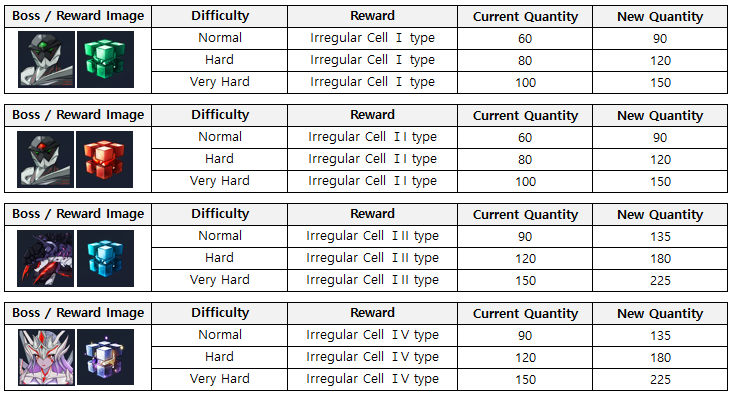 Boss / Reward Image Difficulty Reward Current Quantity New Quantity
Normal Irregular Cell I type 60 90
Hard Irregular Cell I type 80 120
Very Hard Irregular Cell I type 100 150
Boss / Reward Image Difficulty Reward Current Quantity New Quantity
Normal Irregular Cell II type 60 90
Hard Irregular Cell II type 80 120
Very Hard Irregular Cell II type 100 150
Boss / Reward Image Difficulty Reward Current Quantity New Quantity
Normal Irregular Cell III type 90 135
Hard Irregular Cell III type 120 180
Very Hard Irregular Cell III type 150 225
Boss / Reward Image Difficulty Reward Current Quantity New Quantity
Normal Irregular Cell IV type 90 135
Hard Irregular Cell IV type 120 180
Very Hard Irregular Cell IV type 150 225